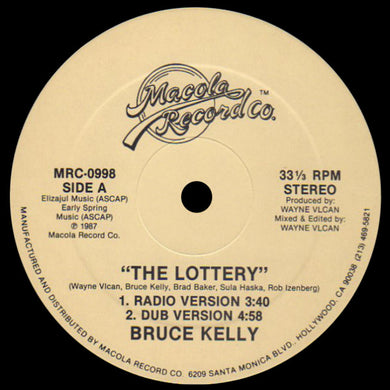 Macola
Record Co.
TM
MRC-0998
SIDE A
Elizajul Music (ASCAP)
Early Spring
Music (ASCAP)
℗ 1987
Macola Record Co.
33⅓ RPM
STEREO
Produced by:
WAYNE VLCAN
Mixed & Edited by:
WAYNE VLCAN
"THE LOTTERY"
(Wayne Vlcan, Bruce Kelly, Brad Baker, Sula Haska, Rob Izenberg)
1. RADIO VERSION 3:40
2. DUB VERSION 4:58
BRUCE KELLY
MANUFACTURED AND DISTRIBUTED BY MACOLA RECORD CO. 6209 SANTA MONICA BLVD., HOLLYWOOD, CA 90038 (213) 469-5821